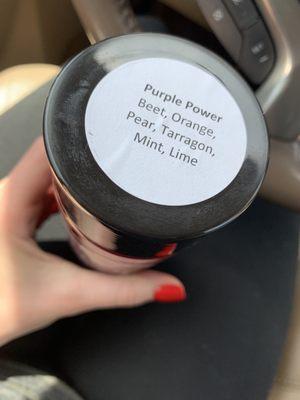 Purple Power
Beet, Orange,
Pear, Tarragon,
Mint, Lime